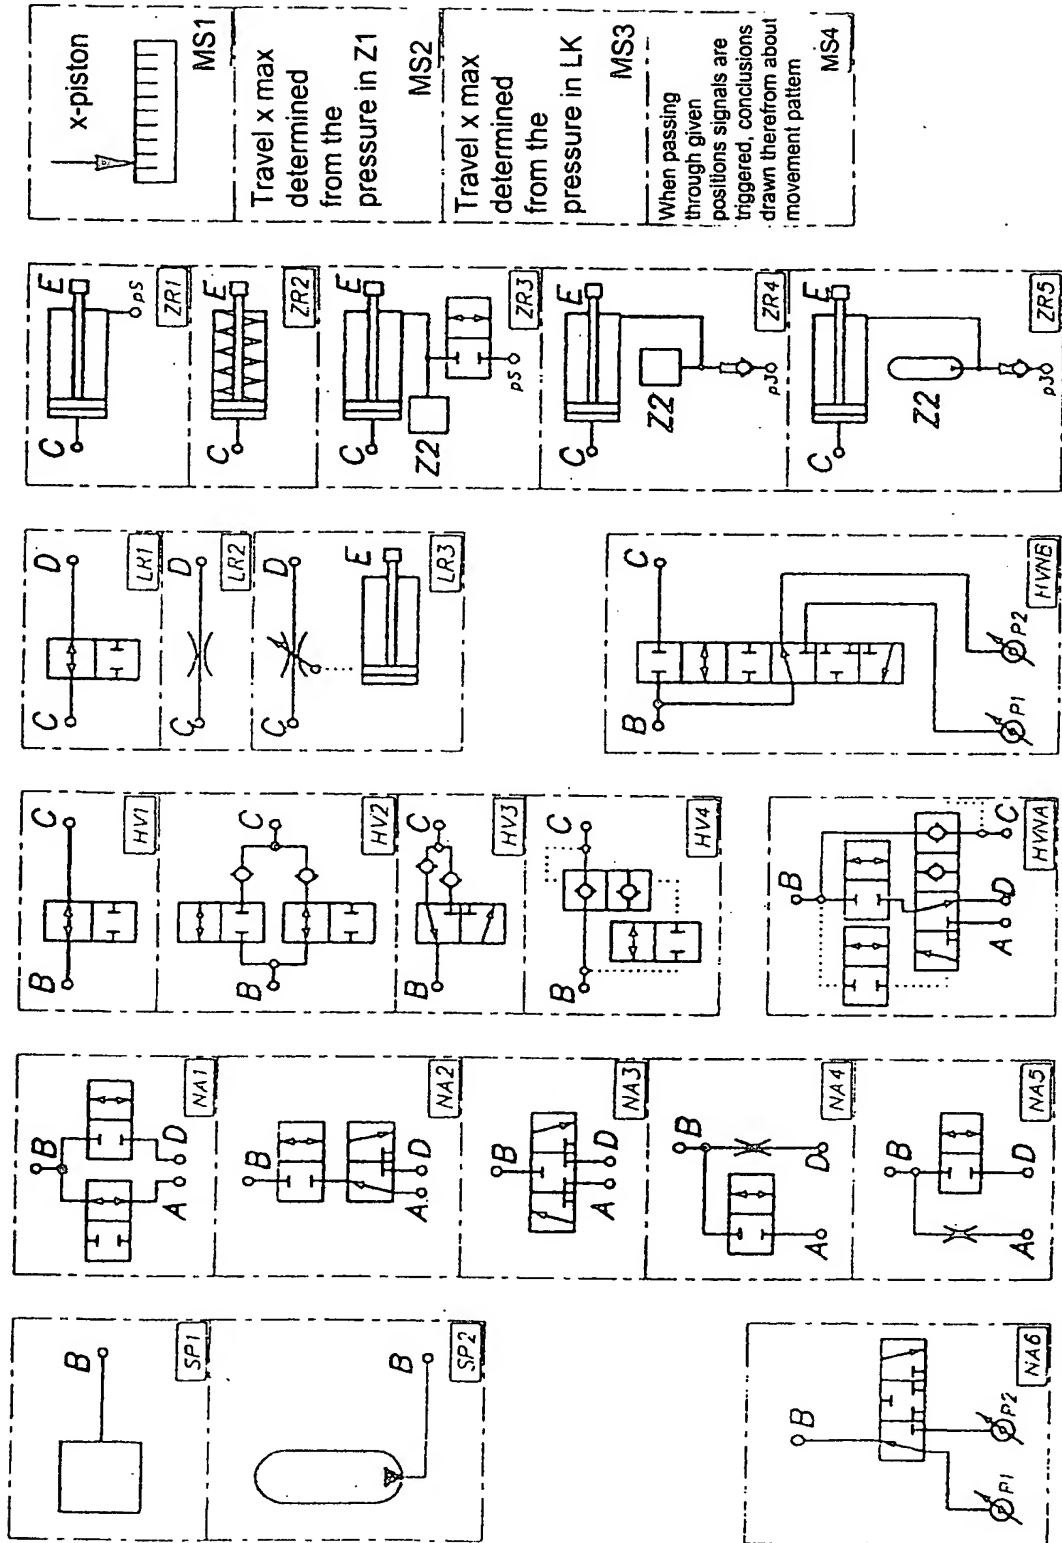 B
SP1
B
SP2
B
P1 P2
NA6
B
A D
NA1
B
A D
NA2
B
A D
NA3
B
A D
NA4
B
A D
NA5
B C
HV1
B C
HV2
B C
HV3
B C
HV4
B
A D C
HVNA
C D
LR1
C D
LR2
C D
E
LR3
B C
P1 P2
HVNB
C E
pS
ZR1
C E
ZR2
C E
Z2
pS
ZR3
C E
Z2
p3
ZR4
C E
Z2
p3
ZR5
x-piston
MS1
Travel x max
determined
from the
pressure in Z1
MS2
Travel x max
determined
from the
pressure in LK
MS3
When passing
through given
positions signals are
triggered, conclusions
drawn therefrom about
movement pattern
MS4